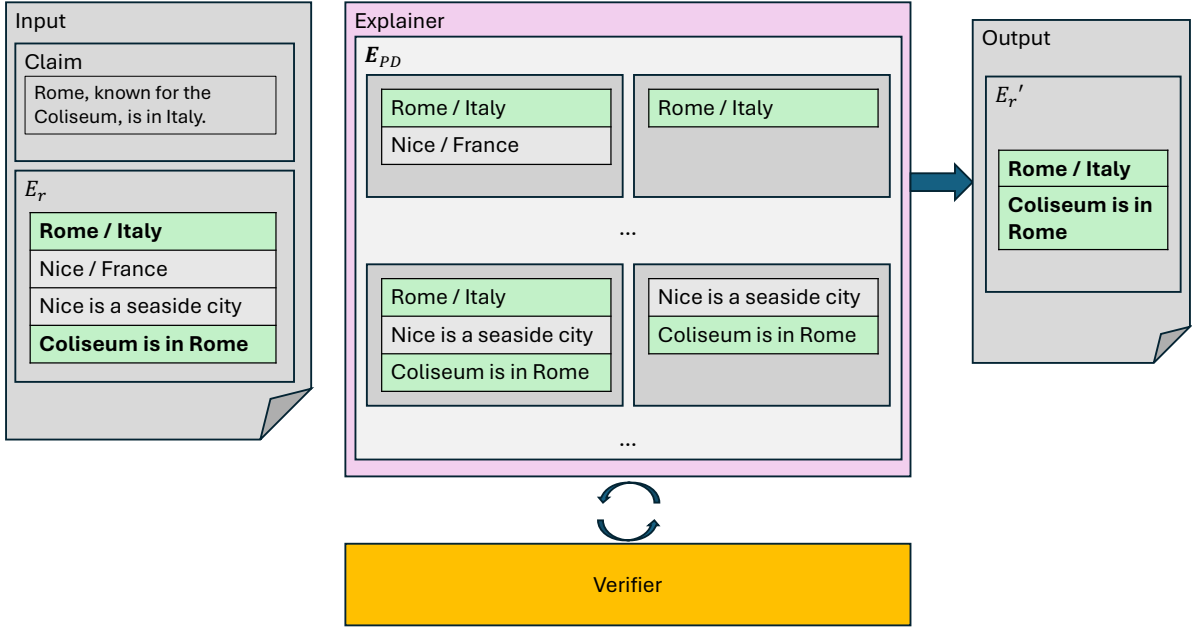 Input
Claim
Rome, known for the
Coliseum, is in Italy.
E_r
Rome / Italy
Nice / France
Nice is a seaside city
Coliseum is in Rome
Explainer
E_PD
Rome / Italy
Nice / France
Rome / Italy
...
Rome / Italy
Nice is a seaside city
Coliseum is in Rome
Nice is a seaside city
Coliseum is in Rome
...
Verifier
Output
E_r'
Rome / Italy
Coliseum is in
Rome